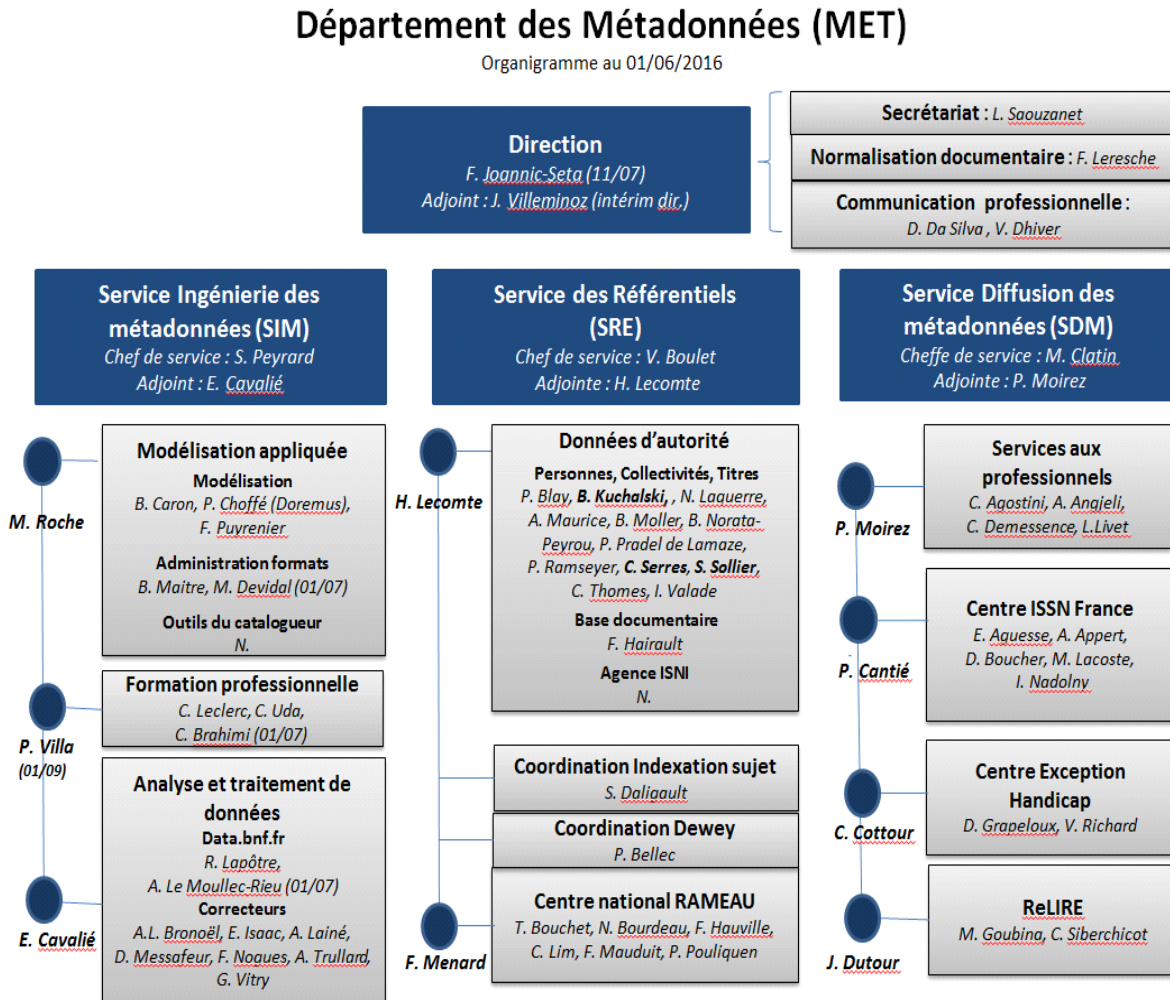 Département des Métadonnées (MET)
Organigramme au 01/06/2016
Direction
F. Joannic-Seta (11/07)
Adjoint : J. Villeminoz (intérim dir.)
Secrétariat : L. Saouzanet
Normalisation documentaire : F. Leresche
Communication professionnelle :
D. Da Silva , V. Dhiver
Service Ingénierie des
métadonnées (SIM)
Chef de service : S. Peyrard
Adjoint : E. Cavalié
M. Roche
Modélisation appliquée
Modélisation
B. Caron, P. Choffé (Doremus),
F. Puyrenier
Administration formats
B. Maitre, M. Devidal (01/07)
Outils du catalogueur
N.
P. Villa
(01/09)
Formation professionnelle
C. Leclerc, C. Uda,
C. Brahimi (01/07)
E. Cavalié
Analyse et traitement de
données
Data.bnf.fr
R. Lapôtre,
A. Le Moullec-Rieu (01/07)
Correcteurs
A.L. Bronoël, E. Isaac, A. Lainé,
D. Messafeur, F. Nogues, A. Trullard,
G. Vitry
Service des Référentiels
(SRE)
Chef de service : V. Boulet
Adjointe : H. Lecomte
H. Lecomte
Données d'autorité
Personnes, Collectivités, Titres
P. Blay, B. Kuchalski, , N. Laguerre,
A. Maurice, B. Moller, B. Norata-
Peyrou, P. Pradel de Lamaze,
P. Ramseyer, C. Serres, S. Sollier,
C. Thomes, I. Valade
Base documentaire
F. Hairault
Agence ISNI
N.
Coordination Indexation sujet
S. Daligault
Coordination Dewey
P. Bellec
F. Menard
Centre national RAMEAU
T. Bouchet, N. Bourdeau, F. Hauville,
C. Lim, F. Mauduit, P. Pouliquen
Service Diffusion des
métadonnées (SDM)
Cheffe de service : M. Clatin
Adjointe : P. Moirez
P. Moirez
Services aux
professionnels
C. Agostini, A. Angjeli,
C. Demessence, L.Livet
P. Cantié
Centre ISSN France
E. Aguesse, A. Appert,
D. Boucher, M. Lacoste,
I. Nadolny
C. Cottour
Centre Exception
Handicap
D. Grapeloux, V. Richard
J. Dutour
ReLIRE
M. Goubina, C. Siberchicot